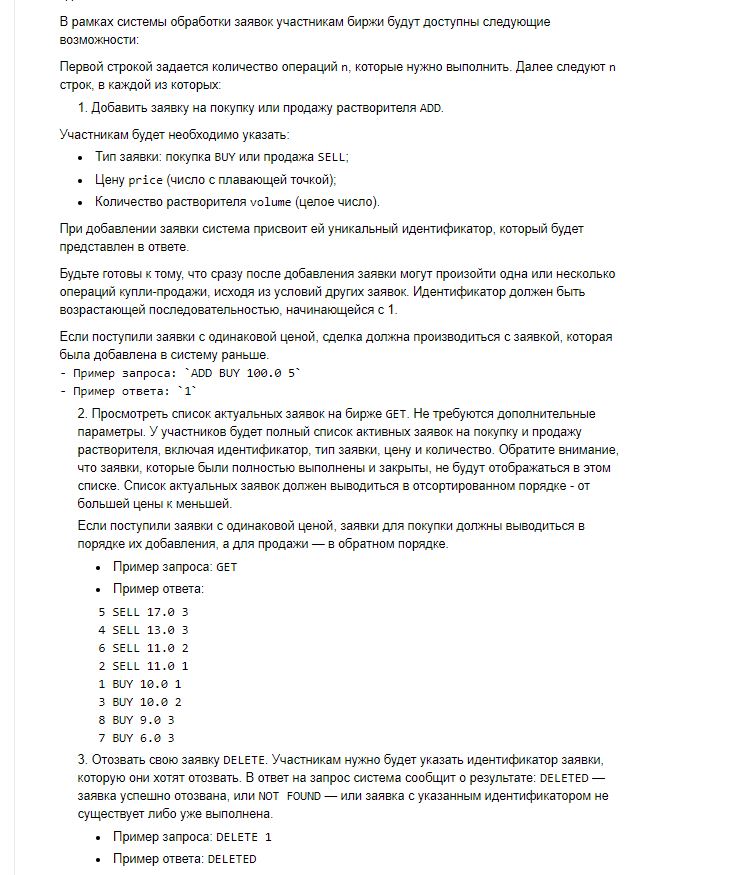 В рамках системы обработки заявок участникам биржи будут доступны следующие
возможности:
Первой строкой задается количество операций n, которые нужно выполнить. Далее следуют n
строк, в каждой из которых:
1. Добавить заявку на покупку или продажу растворителя ADD.
Участникам будет необходимо указать:
• Тип заявки: покупка BUY или продажа SELL;
• Цену price (число с плавающей точкой);
• Количество растворителя volume (целое число).
При добавлении заявки система присвоит ей уникальный идентификатор, который будет
представлен в ответе.
Будьте готовы к тому, что сразу после добавления заявки могут произойти одна или несколько
операций купли-продажи, исходя из условий других заявок. Идентификатор должен быть
возрастающей последовательностью, начинающейся с 1.
Если поступили заявки с одинаковой ценой, сделка должна производиться с заявкой, которая
была добавлена в систему раньше.
- Пример запроса: `ADD BUY 100.0 5`
- Пример ответа: `1`
2. Просмотреть список актуальных заявок на бирже GET. Не требуются дополнительные
параметры. У участников будет полный список активных заявок на покупку и продажу
растворителя, включая идентификатор, тип заявки, цену и количество. Обратите внимание,
что заявки, которые были полностью выполнены и закрыты, не будут отображаться в этом
списке. Список актуальных заявок должен выводиться в отсортированном порядке - от
большей цены к меньшей.
Если поступили заявки с одинаковой ценой, заявки для покупки должны выводиться в
порядке их добавления, а для продажи — в обратном порядке.
• Пример запроса: GET
• Пример ответа:
5 SELL 17.0 3
4 SELL 13.0 3
6 SELL 11.0 2
2 SELL 11.0 1
1 BUY 10.0 1
3 BUY 10.0 2
8 BUY 9.0 3
7 BUY 6.0 3
3. Отозвать свою заявку DELETE. Участникам нужно будет указать идентификатор заявки,
которую они хотят отозвать. В ответ на запрос система сообщит о результате: DELETED —
заявка успешно отозвана, или NOT FOUND — или заявка с указанным идентификатором не
существует либо уже выполнена.
• Пример запроса: DELETE 1
• Пример ответа: DELETED